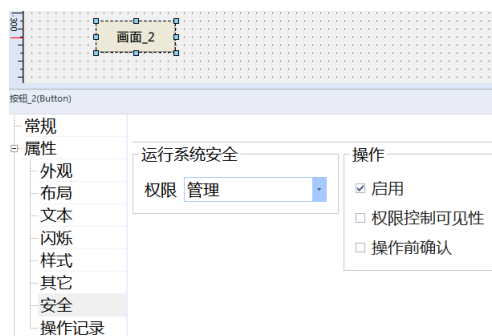 300
画面_2
按钮_2(Button)
常规
属性
外观
布局
文本
闪烁
样式
其它
安全
操作记录
运行系统安全
权限 管理
操作
启用
权限控制可见性
操作前确认